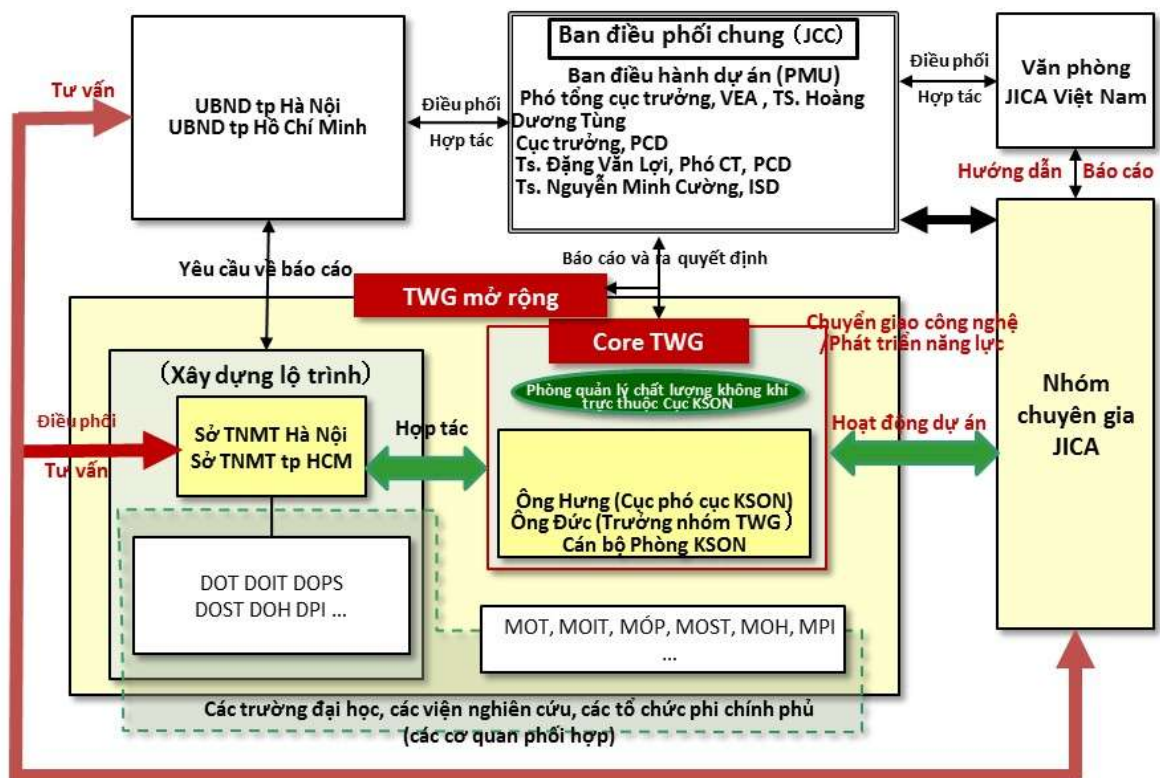 Ban điều phối chung (JCC)
Ban điều hành dự án (PMU)
Phó tổng cục trưởng, VEA , TS. Hoàng
Dương Tùng
Cục trưởng, PCD
Ts. Đặng Văn Lợi, Phó CT, PCD
Ts. Nguyễn Minh Cường, ISD
Tư vấn
UBND tp Hà Nội
UBND tp Hồ Chí Minh
Điều phối
Hợp tác
Điều phối
Hợp tác
Văn phòng
JICA Việt Nam
Hướng dẫn
Báo cáo
Yêu cầu về báo cáo
Báo cáo và ra quyết định
TWG mở rộng
Core TWG
Chuyển giao công nghệ
/Phát triển năng lực
(Xây dựng lộ trình)
Phòng quản lý chất lượng không khí
trực thuộc Cục KSON
Nhóm
chuyên gia
JICA
Điều phối
Tư vấn
Sở TNMT Hà Nội
Sở TNMT tp HCM
Hợp tác
Hoạt động dự án
Ông Hưng (Cục phó cục KSON)
Ông Đức (Trưởng nhóm TWG )
Cán bộ Phòng KSON
DOT DOIT DOPS
DOST DOH DPI ...
MOT, MOIT, MÓP, MOST, MOH, MPI
...
Các trường đại học, các viện nghiên cứu, các tổ chức phi chính phủ
(các cơ quan phối hợp)